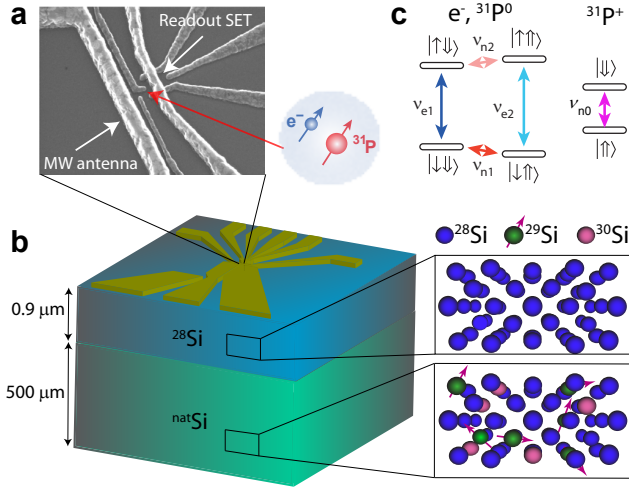 a
Readout SET
MW antenna
e⁻
³¹P
c
e⁻, ³¹P⁰
³¹P⁺
|↑⇓⟩
ν_n2
|↑⇑⟩
|⇓⟩
ν_e1
ν_e2
ν_n0
|↓⇓⟩
ν_n1
|↓⇑⟩
|⇑⟩
b
²⁸Si
²⁹Si
³⁰Si
0.9 μm
²⁸Si
500 μm
ⁿᵃᵗSi